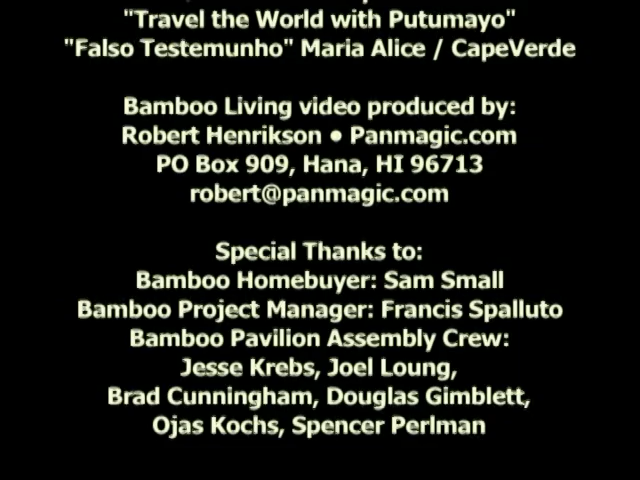 "Travel the World with Putumayo"
"Falso Testemunho" Maria Alice / CapeVerde
Bamboo Living video produced by:
Robert Henrikson • Panmagic.com
PO Box 909, Hana, HI 96713
robert@panmagic.com
Special Thanks to:
Bamboo Homebuyer: Sam Small
Bamboo Project Manager: Francis Spalluto
Bamboo Pavilion Assembly Crew:
Jesse Krebs, Joel Loung,
Brad Cunningham, Douglas Gimblett,
Ojas Kochs, Spencer Perlman